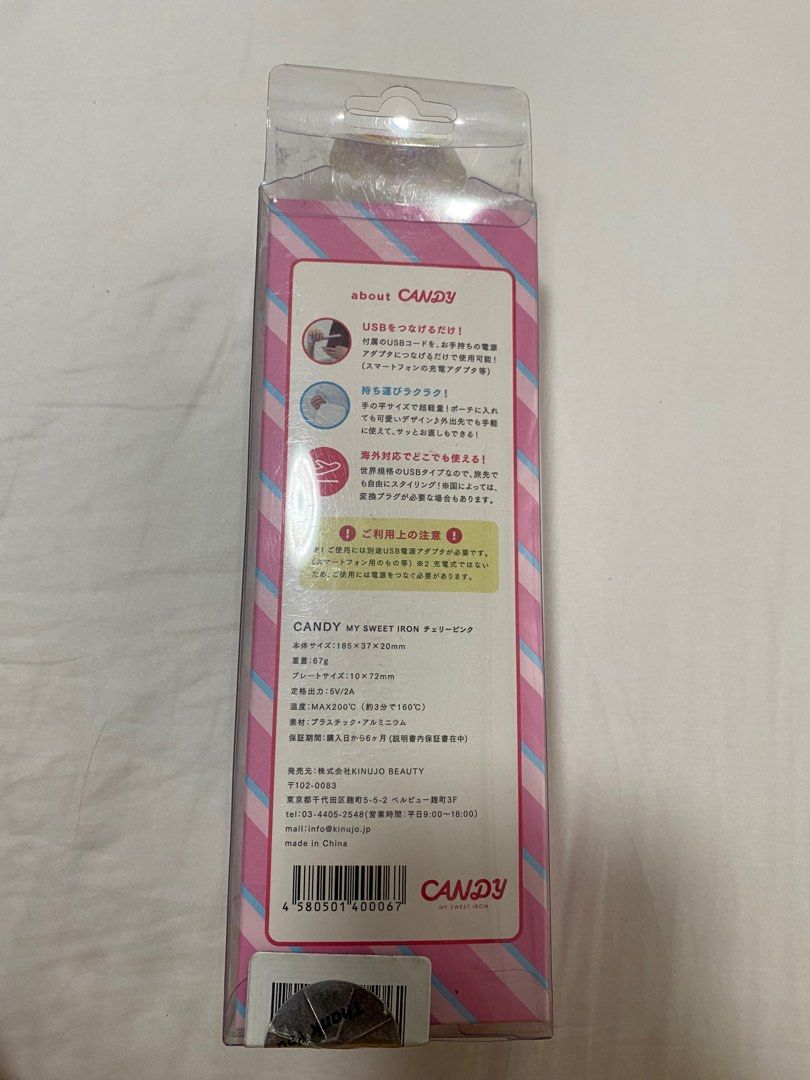 about CANDY
USBをつなげるだけ！
付属のUSBコードを、お手持ちの電源
アダプタにつなげるだけで使用可能！
(スマートフォンの充電アダプタ等)
持ち運びラクラク！
手の平サイズで超軽量！ポーチに入れ
ても可愛いデザイン♪外出先でも手軽
に使えて、サッとお直しもできる！
海外対応でどこでも使える！
世界規格のUSBタイプなので、旅先で
も自由にスタイリング！※国によっては、
変換プラグが必要な場合もあります。
! ご利用上の注意 !
※1 ご使用には別途USB電源アダプタが必要です。
(スマートフォン用のもの等) ※2 充電式ではない
ため、ご使用には電源をつなぐ必要があります。
CANDY MY SWEET IRON チェリーピンク
本体サイズ：185×37×20mm
重量：67g
プレートサイズ：10×72mm
定格出力：5V/2A
温度：MAX200℃（約3分で160℃）
素材：プラスチック・アルミニウム
保証期間：購入日から6ヶ月(説明書内保証書在中)
発売元：株式会社KINUJO BEAUTY
〒102-0083
東京都千代田区麹町5-5-2 ベルビュー麹町3F
tel：03-4405-2548(営業時間：平日9:00〜18:00)
mail：info@kinujo.jp
made in China
4 580501 400067
CANDY
MY SWEET IRON
Thank You